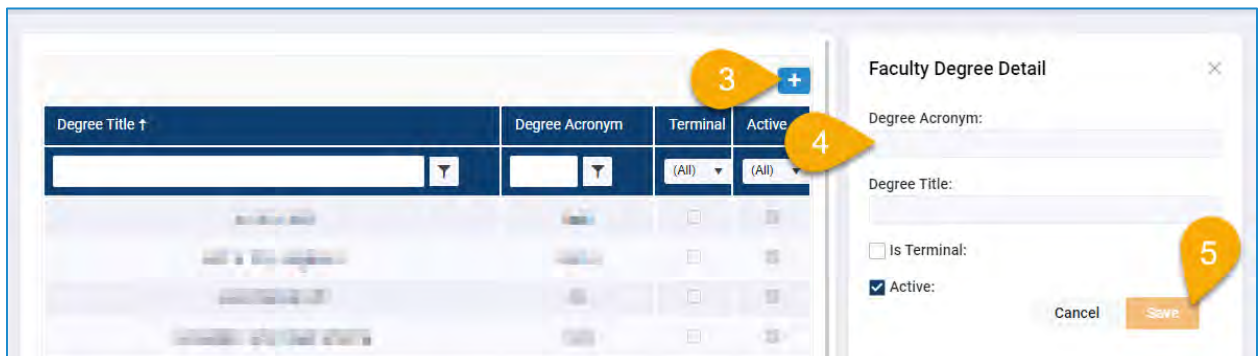 3
+
Degree Title ↑ Degree Acronym Terminal Active
(All) (All)
Faculty Degree Detail
4
Degree Acronym:
Degree Title:
Is Terminal:
Active:
5
Cancel Save